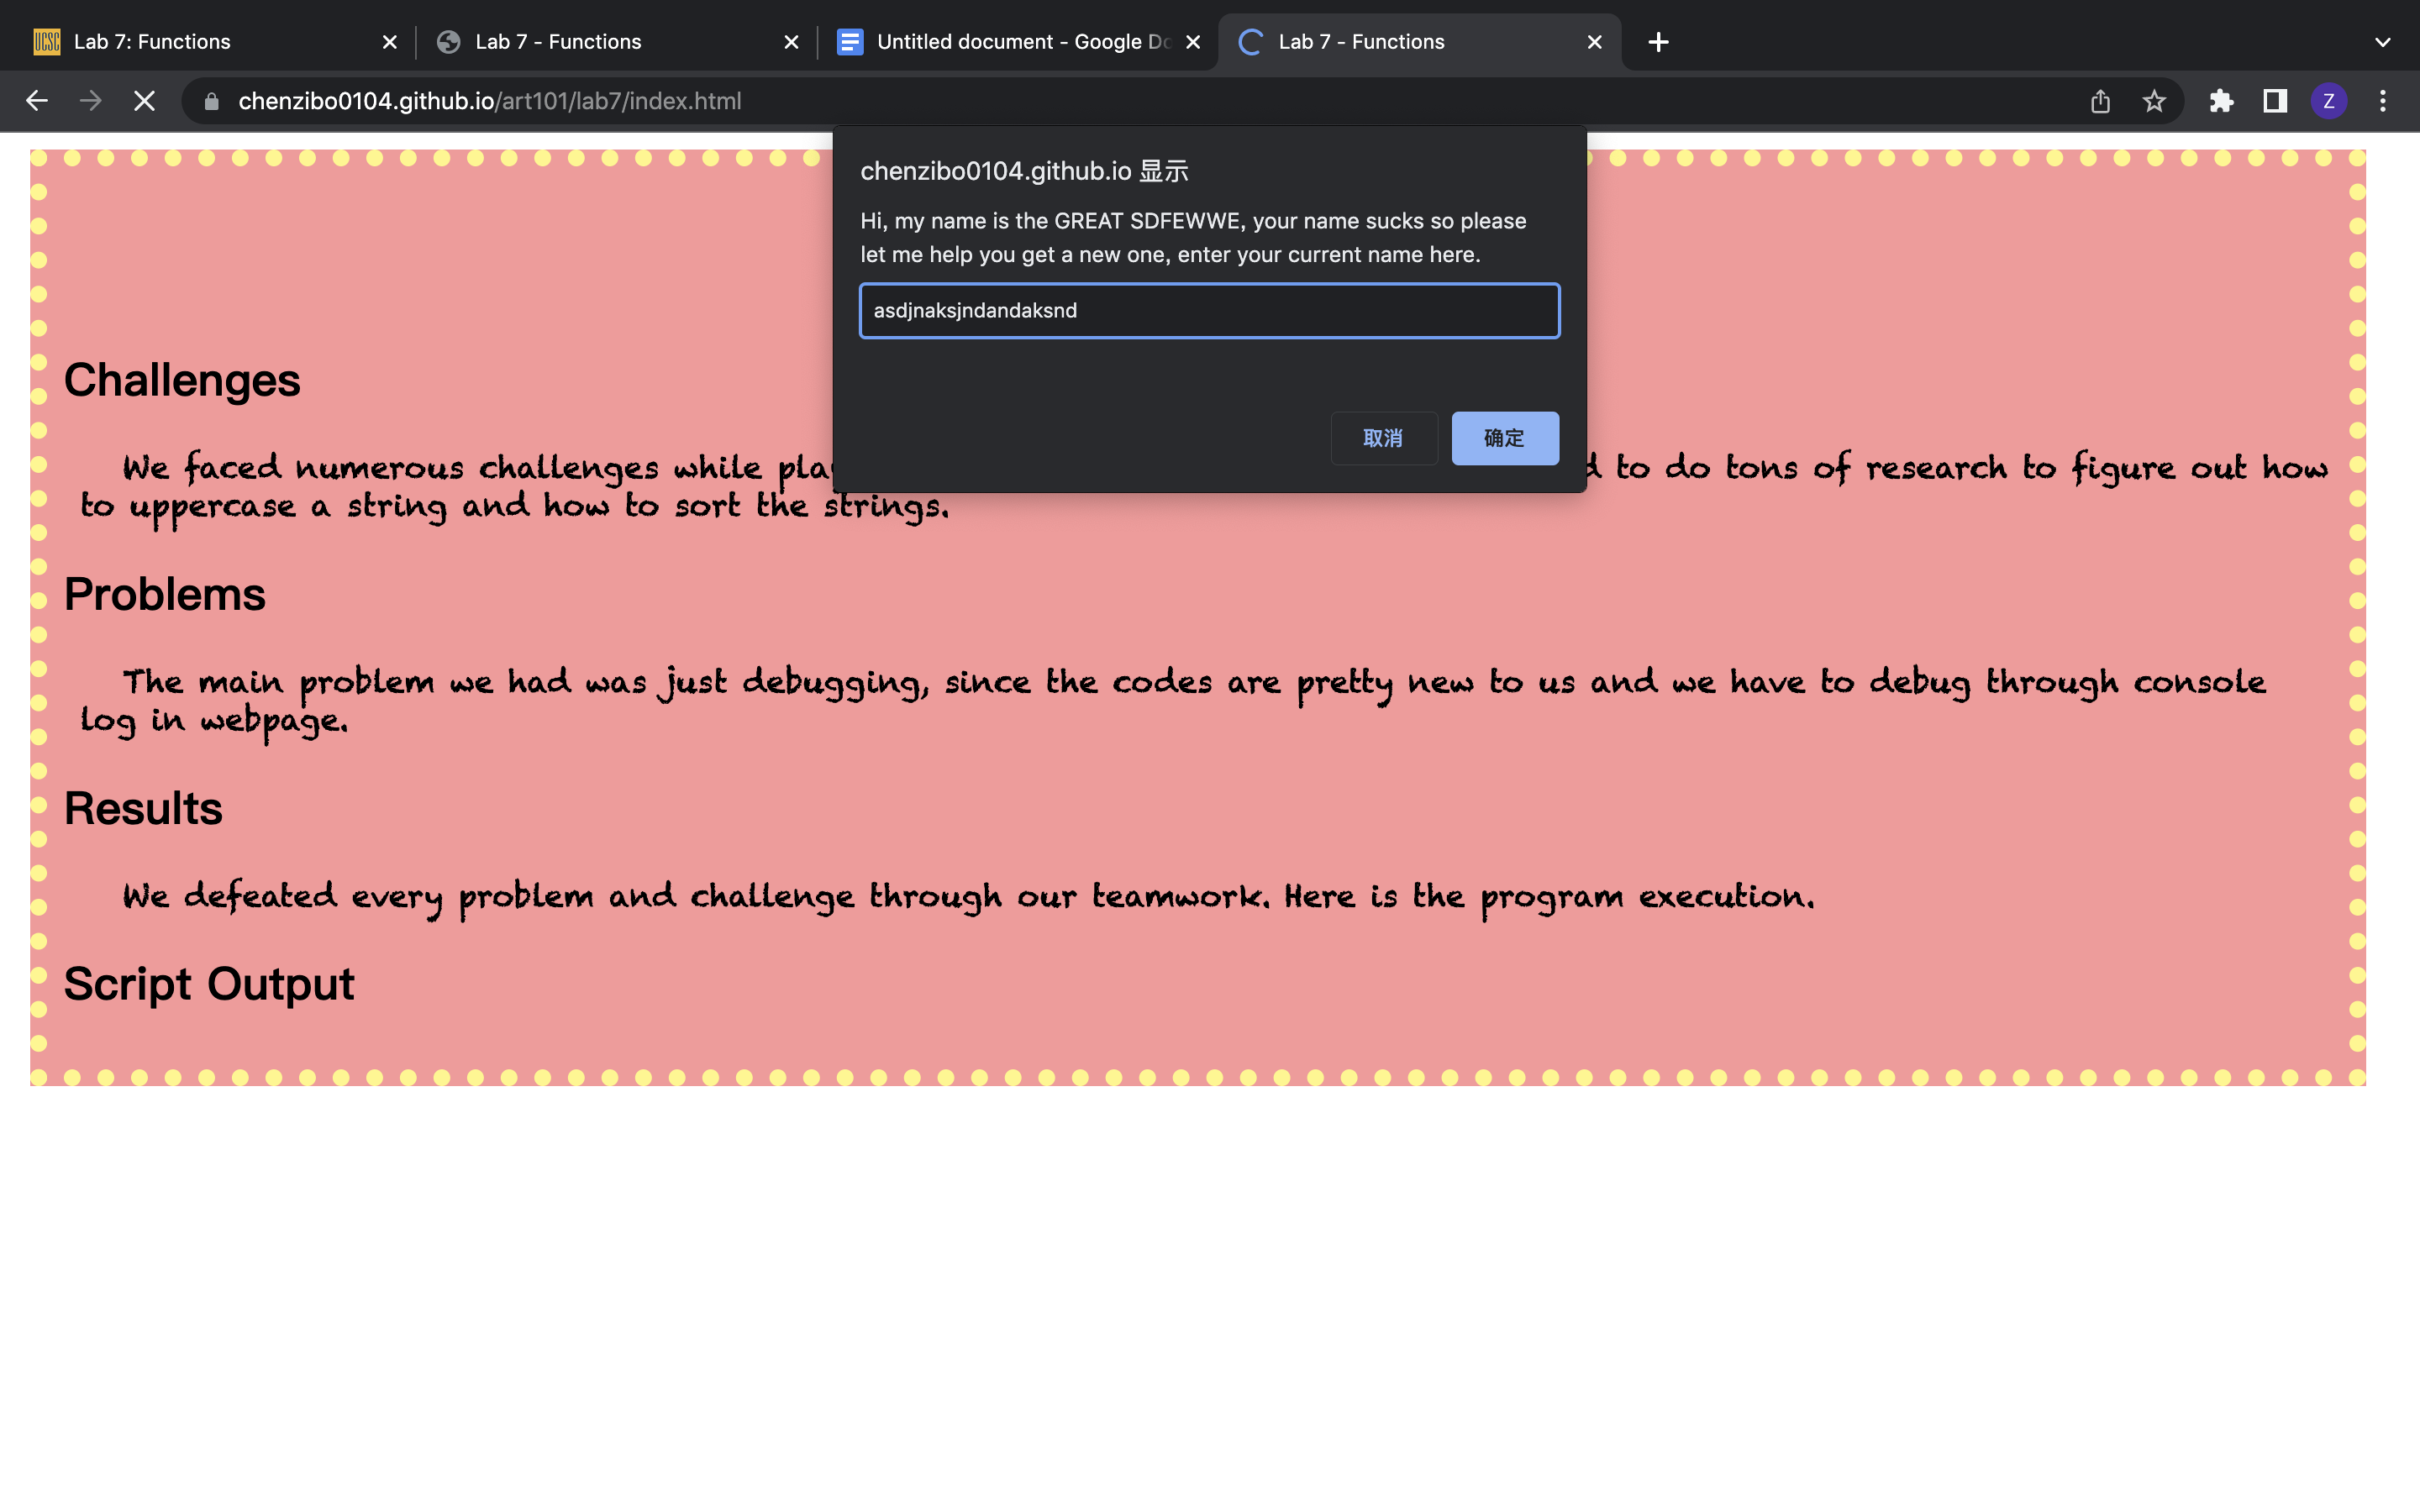 Lab 7: Functions
Lab 7 - Functions
Untitled document - Google Do
Lab 7 - Functions
chenzibo0104.github.io/art101/lab7/index.html
Z
chenzibo0104.github.io 显示
Hi, my name is the GREAT SDFEWWE, your name sucks so please
let me help you get a new one, enter your current name here.
asdjnaksjndandaksnd
取消 确定
Challenges
We faced numerous challenges while to do tons of research to figure out how
to uppercase a string and how to sort the strings.
Problems
The main problem we had was just debugging, since the codes are pretty new to us and we have to debug through console
log in webpage.
Results
We defeated every problem and challenge through our teamwork. Here is the program execution.
Script Output